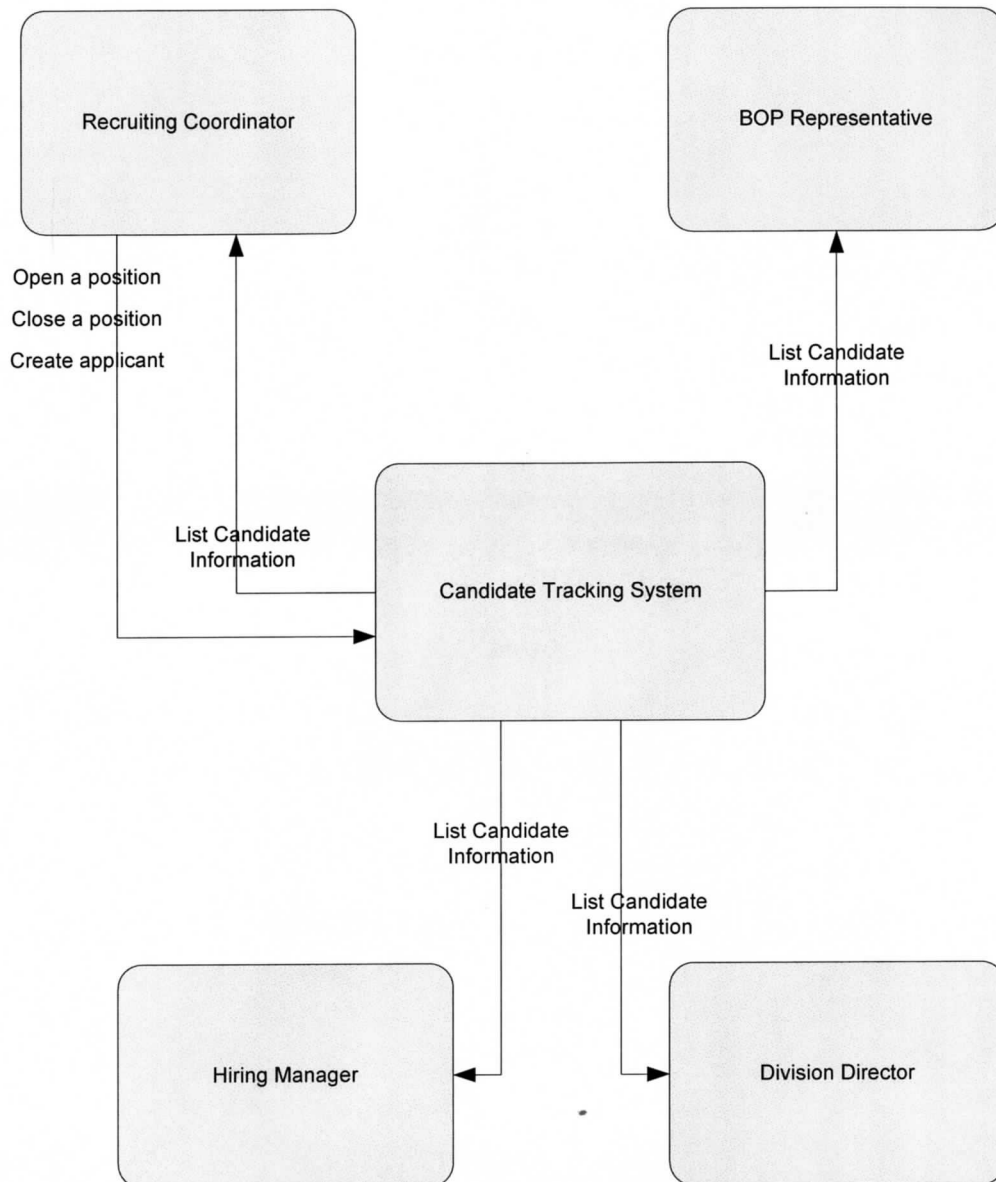 Recruiting Coordinator
BOP Representative
Open a position
Close a position
Create applicant
List Candidate
Information
List Candidate
Information
Candidate Tracking System
List Candidate
Information
List Candidate
Information
Hiring Manager
Division Director